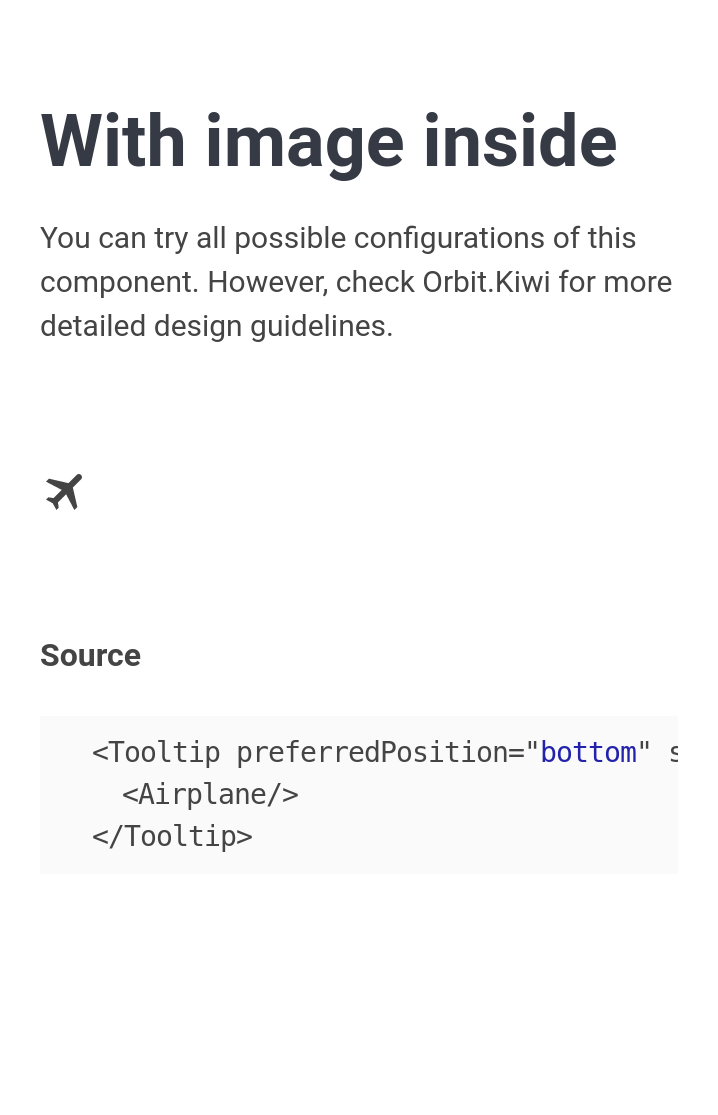 With image inside
You can try all possible configurations of this
component. However, check Orbit.Kiwi for more
detailed design guidelines.
Source
<Tooltip preferredPosition="bottom" s
<Airplane/>
</Tooltip>